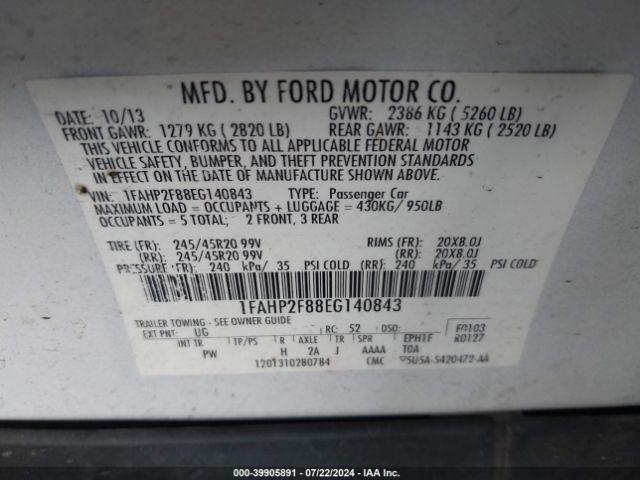 MFD. BY FORD MOTOR CO.
DATE: 10/13 GVWR: 2386 KG ( 5260 LB)
FRONT GAWR: 1279 KG ( 2820 LB) REAR GAWR: 1143 KG ( 2520 LB)
THIS VEHICLE CONFORMS TO ALL APPLICABLE FEDERAL MOTOR
VEHICLE SAFETY, BUMPER, AND THEFT PREVENTION STANDARDS
IN EFFECT ON THE DATE OF MANUFACTURE SHOWN ABOVE.
VIN: 1FAHP2F88EG140843 TYPE: Passenger Car
MAXIMUM LOAD = OCCUPANTS + LUGGAGE = 430KG/ 950LB
OCCUPANTS = 5 TOTAL; 2 FRONT, 3 REAR
TIRE (FR): 245/45R20 99V RIMS (FR): 20X8.0J
(RR): 245/45R20 99V (RR): 20X8.0J
PRESSURE (FR): 240 kPa/ 35 PSI COLD (RR): 240 kPa/ 35 PSI COLD
1FAHP2F88EG140843
TRAILER TOWING - SEE OWNER GUIDE
EXT PNT: UG RC: 52 DSO: F0103
INT TR TP/PS R AXLE TR SPR EPH1F R0127
PW H 2A J AAAA TOA
1201310280784 CMC 5U5A-5420472-AA
000-39905891 - 07/22/2024 - IAA Inc.